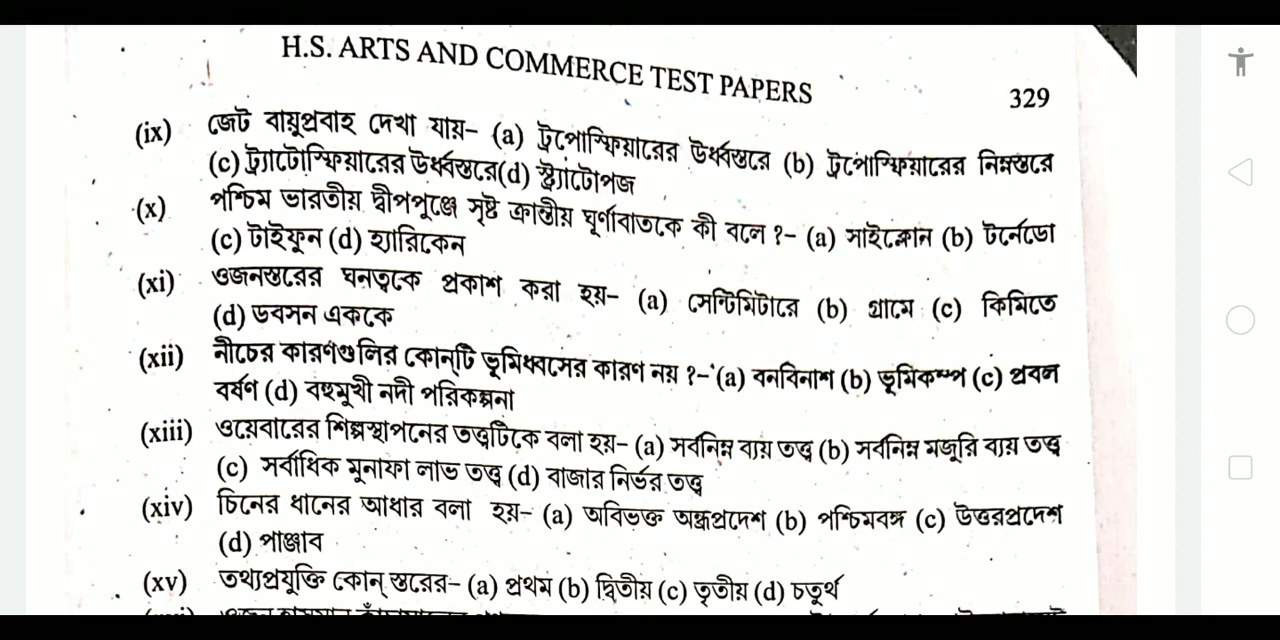 H.S. ARTS AND COMMERCE TEST PAPERS
329
(ix) জেট বায়ুপ্রবাহ দেখা যায়– (a) ট্রপোস্ফিয়ারের উর্ধ্বস্তরে (b) ট্রপোস্ফিয়ারের নিম্নস্তরে
(c) ট্র্যাটোস্ফিয়ারের উর্ধ্বস্তরে(d) স্ট্র্যাটোপজ
(x) পশ্চিম ভারতীয় দ্বীপপুঞ্জে সৃষ্ট ক্রান্তীয় ঘূর্ণাবাতকে কী বলে ?– (a) সাইক্লোন (b) টর্নেডো
(c) টাইফুন (d) হ্যারিকেন
(xi) ওজনস্তরের ঘনত্বকে প্রকাশ করা হয়– (a) সেন্টিমিটারে (b) গ্রামে (c) কিমিতে
(d) ডবসন এককে
(xii) নীচের কারণগুলির কোন্‌টি ভূমিধ্বসের কারণ নয় ?– (a) বনবিনাশ (b) ভূমিকম্প (c) প্রবল
বর্ষণ (d) বহুমুখী নদী পরিকল্পনা
(xiii) ওয়েবারের শিল্পস্থাপনের তত্ত্বটিকে বলা হয়– (a) সর্বনিম্ন ব্যয় তত্ত্ব (b) সর্বনিম্ন মজুরি ব্যয় তত্ত্ব
(c) সর্বাধিক মুনাফা লাভ তত্ত্ব (d) বাজার নির্ভর তত্ত্ব
(xiv) চিনের ধানের আধার বলা হয়– (a) অবিভক্ত অন্ধ্রপ্রদেশ (b) পশ্চিমবঙ্গ (c) উত্তরপ্রদেশ
(d) পাঞ্জাব
(xv) তথ্যপ্রযুক্তি কোন্ স্তরের– (a) প্রথম (b) দ্বিতীয় (c) তৃতীয় (d) চতুর্থ